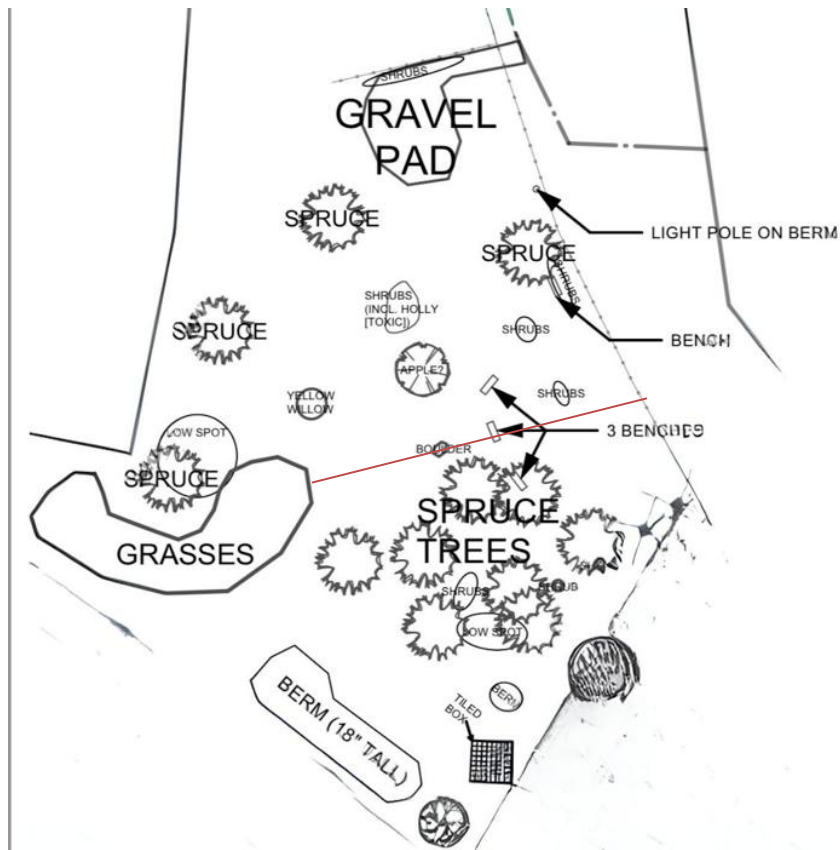 SHRUBS
GRAVEL
PAD
SPRUCE
LIGHT POLE ON BERM
SPRUCE
SHRUBS
SHRUBS
(INCL. HOLLY
[TOXIC])
SPRUCE
SHRUBS
BENCH
APPLE?
YELLOW
WILLOW
SHRUBS
LOW SPOT
3 BENCHES
BOULDER
SPRUCE
SPRUCE
TREES
GRASSES
SHRUBS
SHRUB
LOW SPOT
BERM (18" TALL)
BERM
TILED
BOX